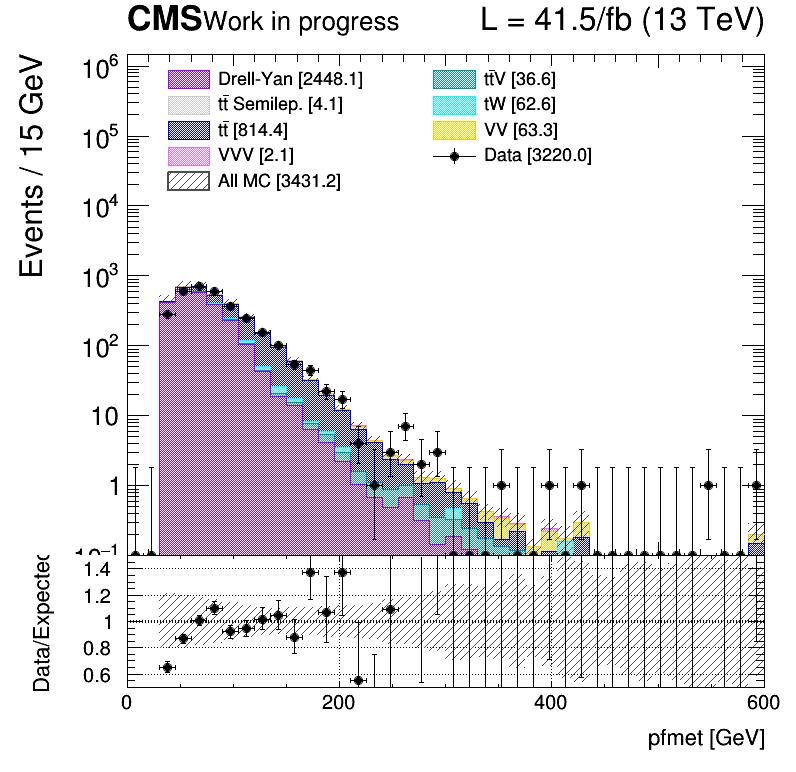 CMS Work in progress L = 41.5/fb (13 TeV)
Events / 15 GeV
10⁶
10⁵
10⁴
10³
10²
10
1
10⁻¹
Drell-Yan [2448.1]
tt̄ Semilep. [4.1]
tt̄ [814.4]
VVV [2.1]
All MC [3431.2]
tt̄V [36.6]
tW [62.6]
VV [63.3]
Data [3220.0]
Data/Expected
1.4
1.2
1
0.8
0.6
0 200 400 600
pfmet [GeV]